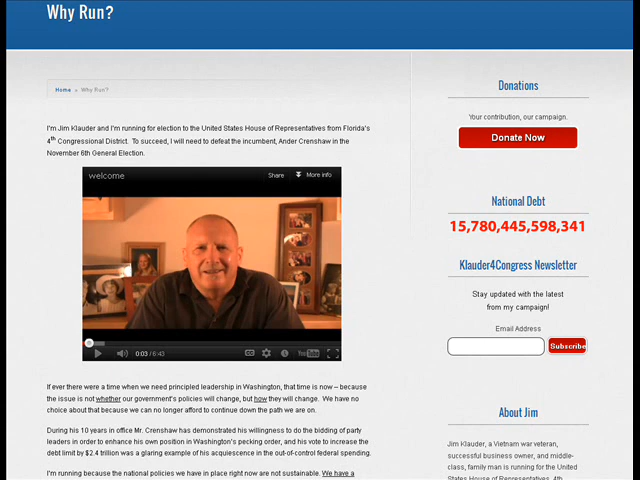 Why Run?
Home » Why Run?
I'm Jim Klauder and I'm running for election to the United States House of Representatives from Florida's
4th Congressional District. To succeed, I will need to defeat the incumbent, Ander Crenshaw in the
November 6th General Election.
welcome
Share
More info
0:03 / 6:43
CC
YouTube
If ever there were a time when we need principled leadership in Washington, that time is now – because
the issue is not whether our government's policies will change, but how they will change. We have no
choice about that because we can no longer afford to continue down the path we are on.
During his 10 years in office Mr. Crenshaw has demonstrated his willingness to do the bidding of party
leaders in order to enhance his own position in Washington's pecking order, and his vote to increase the
debt limit by $2.4 trillion was a glaring example of his acquiescence in the out-of-control federal spending.
I'm running because the national policies we have in place right now are not sustainable. We have a
Donations
Your contribution, our campaign.
Donate Now
National Debt
15,780,445,598,341
Klauder4Congress Newsletter
Stay updated with the latest
from my campaign!
Email Address
Subscribe
About Jim
Jim Klauder, a Vietnam war veteran,
successful business owner, and middle-
class, family man is running for the United
States House of Representatives, 4th